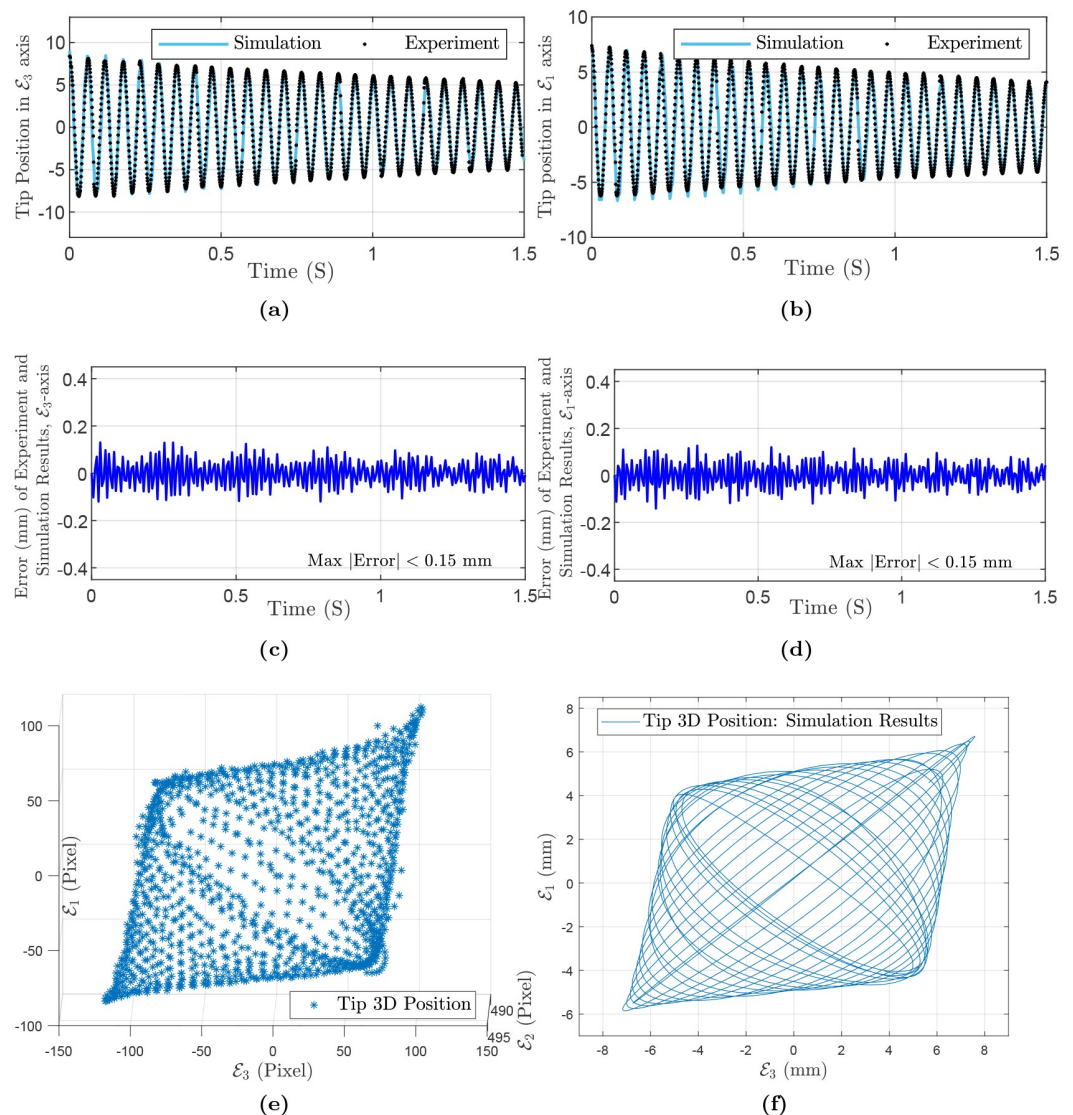 Tip Position in ℰ3 axis
10
5
0
-5
-10
Simulation
Experiment
0
0.5
1
1.5
Time (S)
(a)
Tip position in ℰ1 axis
10
5
0
-5
-10
Simulation
Experiment
0
0.5
1
1.5
Time (S)
(b)
Error (mm) of Experiment and
Simulation Results, ℰ3-axis
0.4
0.2
0
-0.2
-0.4
Max |Error| < 0.15 mm
0
0.5
1
1.5
Time (S)
(c)
Error (mm) of Experiment and
Simulation Results, ℰ1-axis
0.4
0.2
0
-0.2
-0.4
Max |Error| < 0.15 mm
0
0.5
1
1.5
Time (S)
(d)
ℰ1 (Pixel)
100
50
0
-50
-100
Tip 3D Position
490
495
ℰ2 (Pixel)
-150
-100
-50
0
50
100
150
ℰ3 (Pixel)
(e)
ℰ1 (mm)
8
6
4
2
0
-2
-4
-6
Tip 3D Position: Simulation Results
-8
-6
-4
-2
0
2
4
6
8
ℰ3 (mm)
(f)